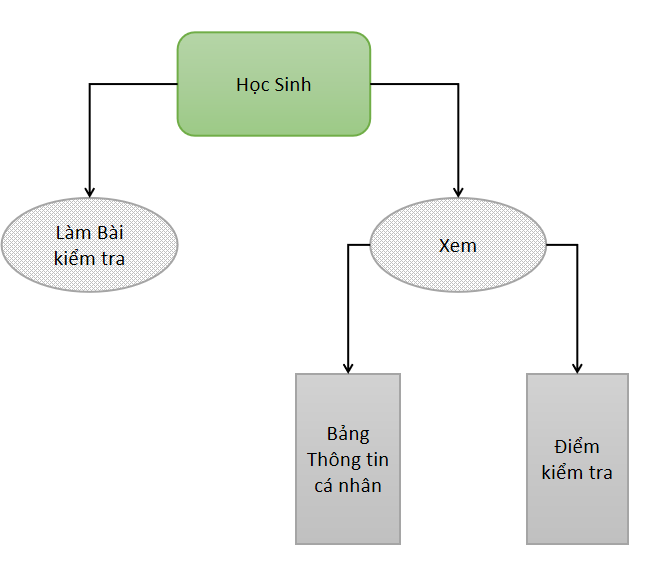 Học Sinh
Làm Bài
kiểm tra
Xem
Bảng
Thông tin
cá nhân
Điểm
kiểm tra